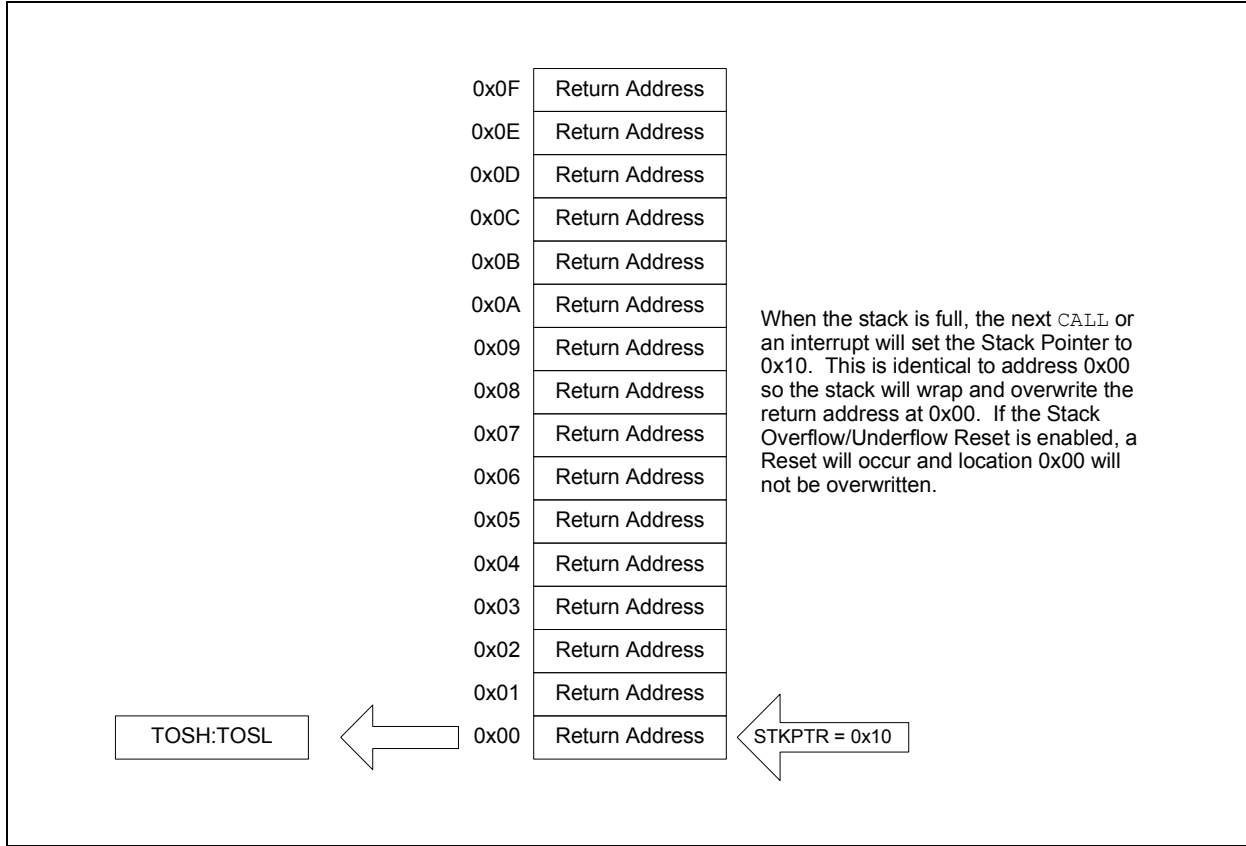 0x0F Return Address
0x0E Return Address
0x0D Return Address
0x0C Return Address
0x0B Return Address
0x0A Return Address
0x09 Return Address
0x08 Return Address
0x07 Return Address
0x06 Return Address
0x05 Return Address
0x04 Return Address
0x03 Return Address
0x02 Return Address
0x01 Return Address
TOSH:TOSL 0x00 Return Address STKPTR = 0x10
When the stack is full, the next CALL or
an interrupt will set the Stack Pointer to
0x10. This is identical to address 0x00
so the stack will wrap and overwrite the
return address at 0x00. If the Stack
Overflow/Underflow Reset is enabled, a
Reset will occur and location 0x00 will
not be overwritten.